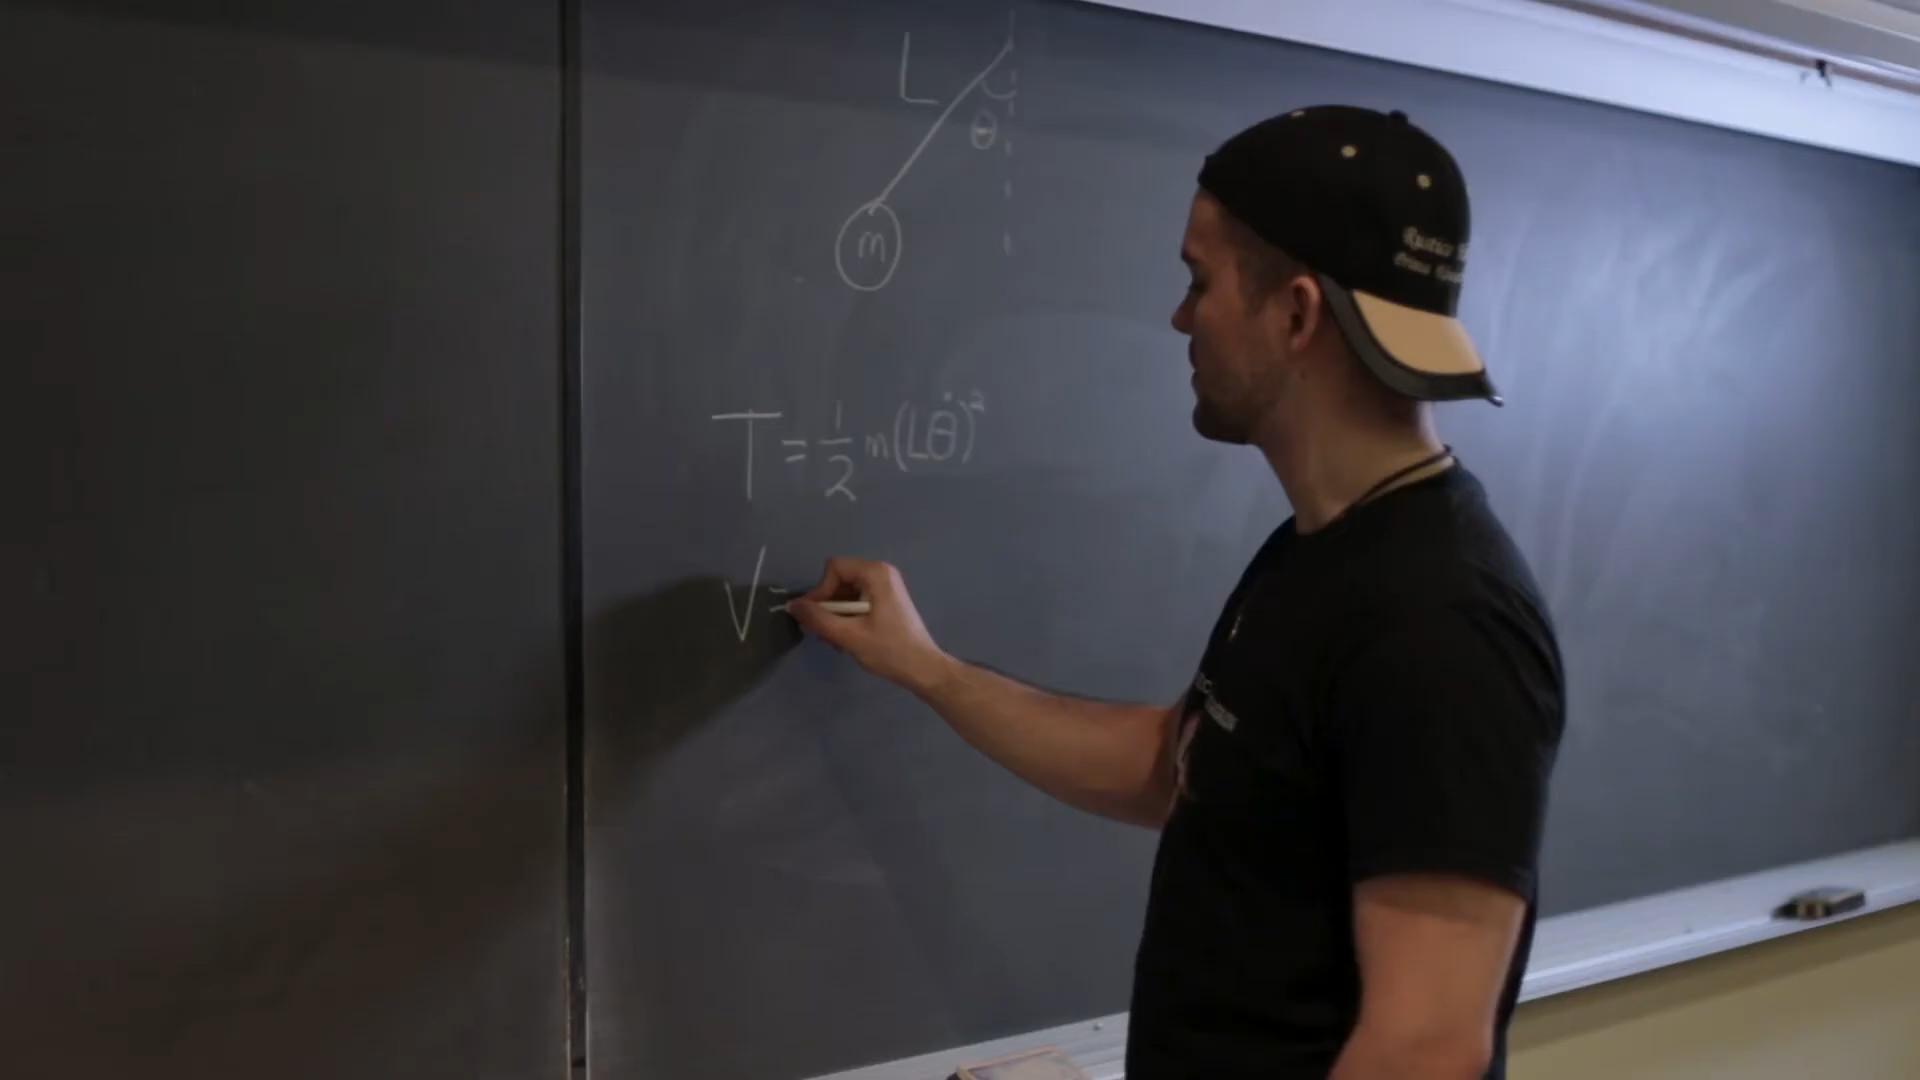 L
θ
m
T = 1/2 m(Lθ̇)²
V =